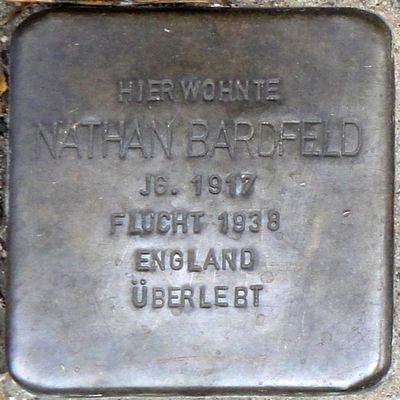 HIER WOHNTE
NATHAN BARDFELD
JG. 1917
FLUCHT 1938
ENGLAND
ÜBERLEBT